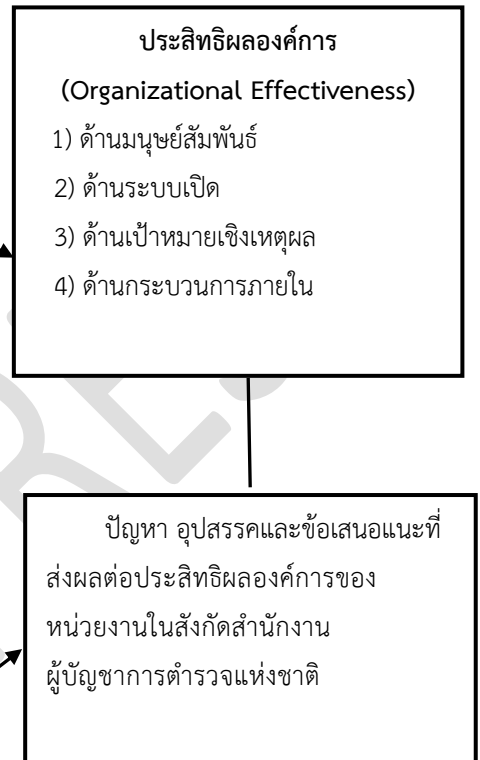 ประสิทธิผลองค์การ
(Organizational Effectiveness)
1) ด้านมนุษย์สัมพันธ์
2) ด้านระบบเปิด
3) ด้านเป้าหมายเชิงเหตุผล
4) ด้านกระบวนการภายใน
ปัญหา อุปสรรคและข้อเสนอแนะที่
ส่งผลต่อประสิทธิผลองค์การของ
หน่วยงานในสังกัดสำนักงาน
ผู้บัญชาการตำรวจแห่งชาติ